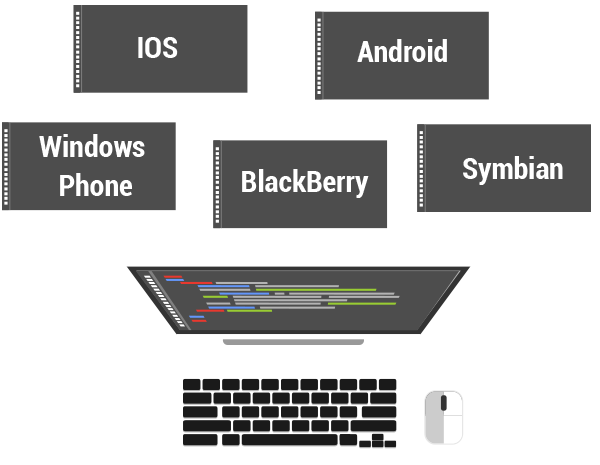 IOS
Android
Windows
Phone
BlackBerry
Symbian